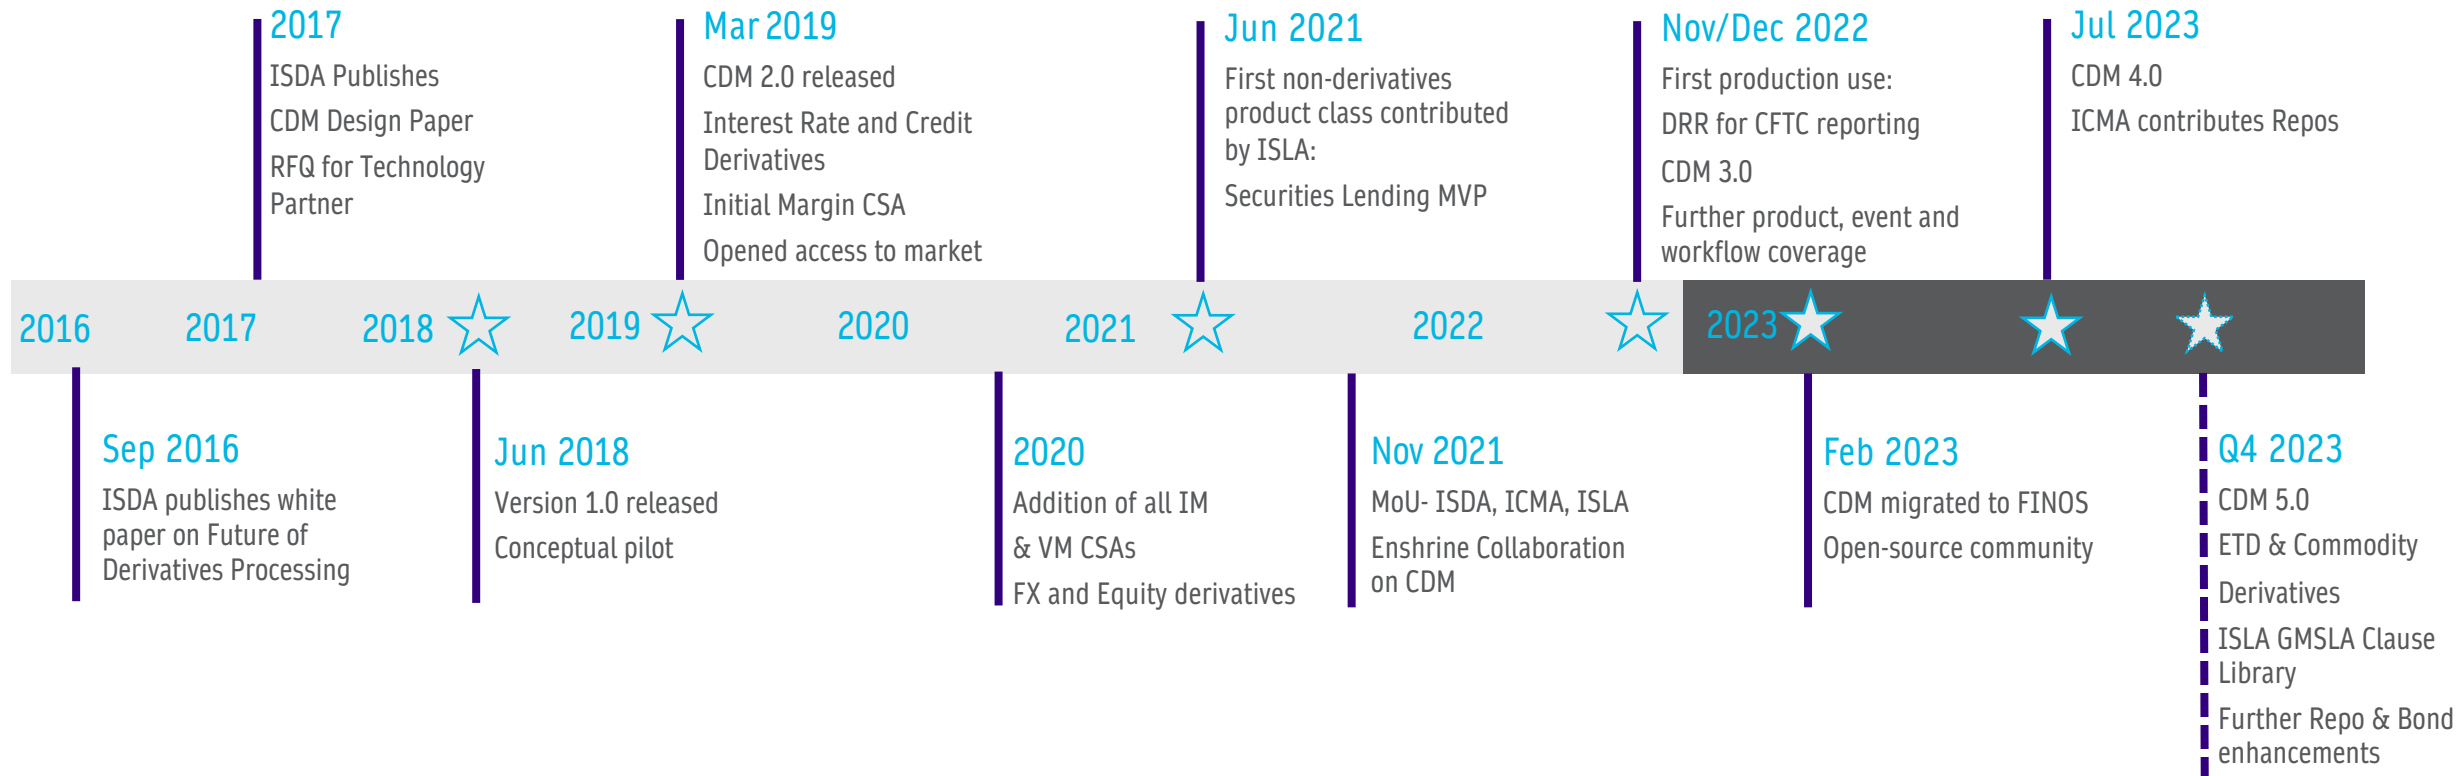 2017
ISDA Publishes
CDM Design Paper
RFQ for Technology
Partner
Mar 2019
CDM 2.0 released
Interest Rate and Credit
Derivatives
Initial Margin CSA
Opened access to market
Jun 2021
First non-derivatives
product class contributed
by ISLA:
Securities Lending MVP
Nov/Dec 2022
First production use:
DRR for CFTC reporting
CDM 3.0
Further product, event and
workflow coverage
Jul 2023
CDM 4.0
ICMA contributes Repos
2016 2017 2018 2019 2020 2021 2022 2023
Sep 2016
ISDA publishes white
paper on Future of
Derivatives Processing
Jun 2018
Version 1.0 released
Conceptual pilot
2020
Addition of all IM
& VM CSAs
FX and Equity derivatives
Nov 2021
MoU- ISDA, ICMA, ISLA
Enshrine Collaboration
on CDM
Feb 2023
CDM migrated to FINOS
Open-source community
Q4 2023
CDM 5.0
ETD & Commodity
Derivatives
ISLA GMSLA Clause
Library
Further Repo & Bond
enhancements